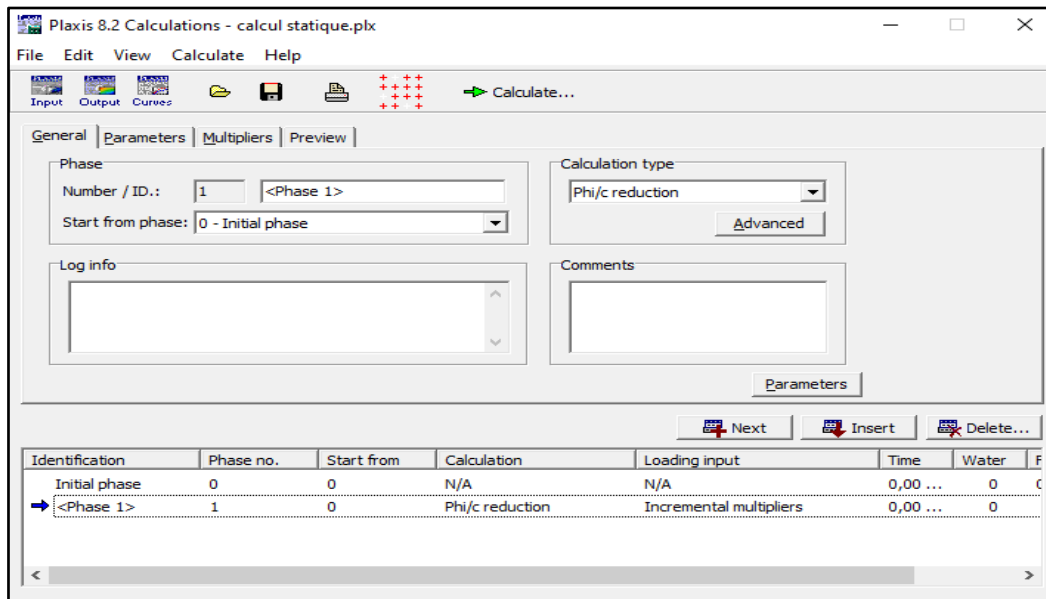 Plaxis 8.2 Calculations - calcul statique.plx
File Edit View Calculate Help
Input Output Curves Calculate...
General Parameters Multipliers Preview
Phase Calculation type
Number / ID.: 1 <Phase 1> Phi/c reduction
Start from phase: 0 - Initial phase Advanced
Log info Comments
Parameters
Next Insert Delete...
Identification Phase no. Start from Calculation Loading input Time Water F
Initial phase 0 0 N/A N/A 0,00 ... 0
<Phase 1> 1 0 Phi/c reduction Incremental multipliers 0,00 ... 0